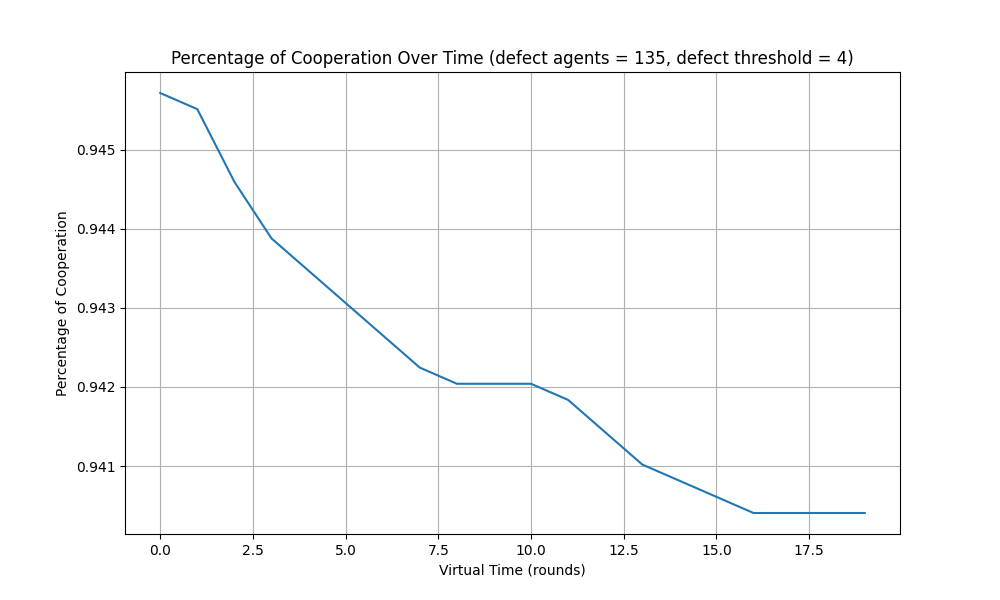 Percentage of Cooperation Over Time (defect agents = 135, defect threshold = 4)
Percentage of Cooperation
0.945
0.944
0.943
0.942
0.941
0.0 2.5 5.0 7.5 10.0 12.5 15.0 17.5
Virtual Time (rounds)